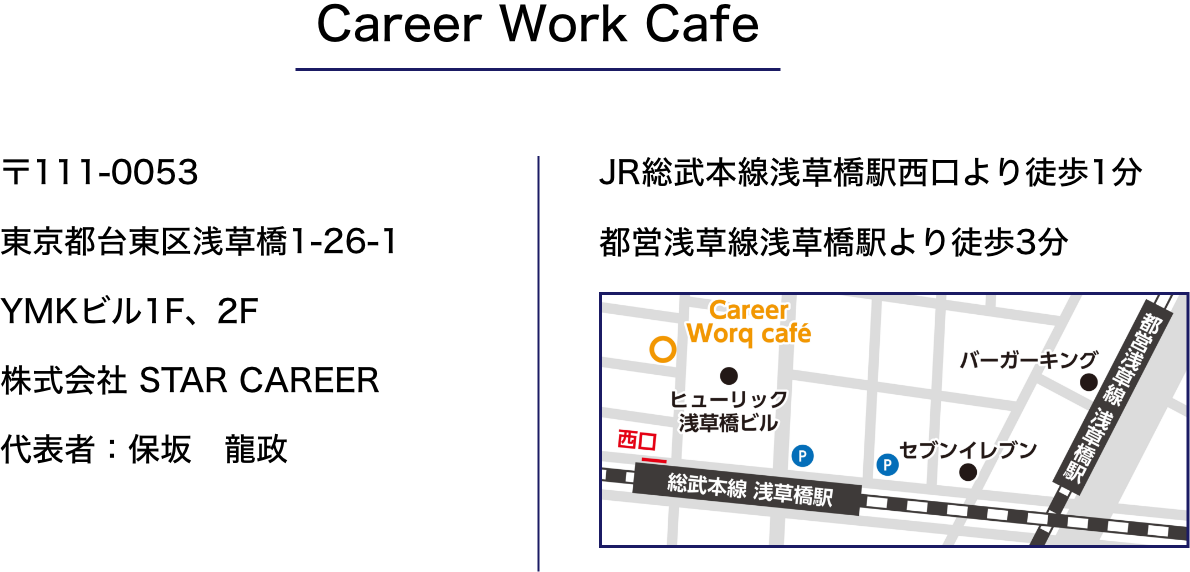 Career Work Cafe
〒111-0053
東京都台東区浅草橋1-26-1
YMKビル1F、2F
株式会社 STAR CAREER
代表者：保坂　龍政
JR総武本線浅草橋駅西口より徒歩1分
都営浅草線浅草橋駅より徒歩3分
Career
Worq café
ヒューリック
浅草橋ビル
西口
総武本線 浅草橋駅
P
P
セブンイレブン
バーガーキング
都営浅草線 浅草橋駅